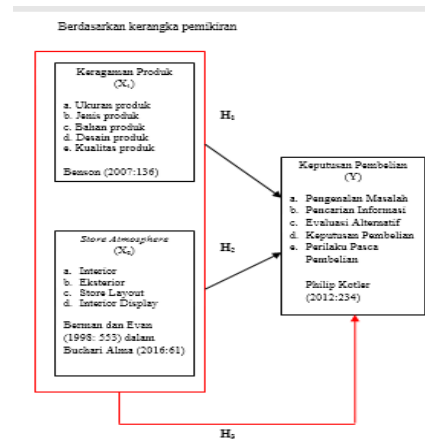 Berdasarkan kerangka pemikiran
Keragaman Produk
(X₁)
a. Ukuran produk
b. Jenis produk
c. Bahan produk
d. Desain produk
e. Kualitas produk
Benson (2007:136)
H₁
Keputusan Pembelian
(Y)
a. Pengenalan Masalah
b. Pencarian Informasi
c. Evaluasi Alternatif
d. Keputusan Pembelian
e. Perilaku Pasca
Pembelian
Philip Kotler
(2012:234)
Store Atmosphere
(X₂)
a. Interior
b. Eksterior
c. Store Layout
d. Interior Display
Berman dan Evan
(1998: 553) dalam
Buchari Alma (2016:61)
H₂
H₃